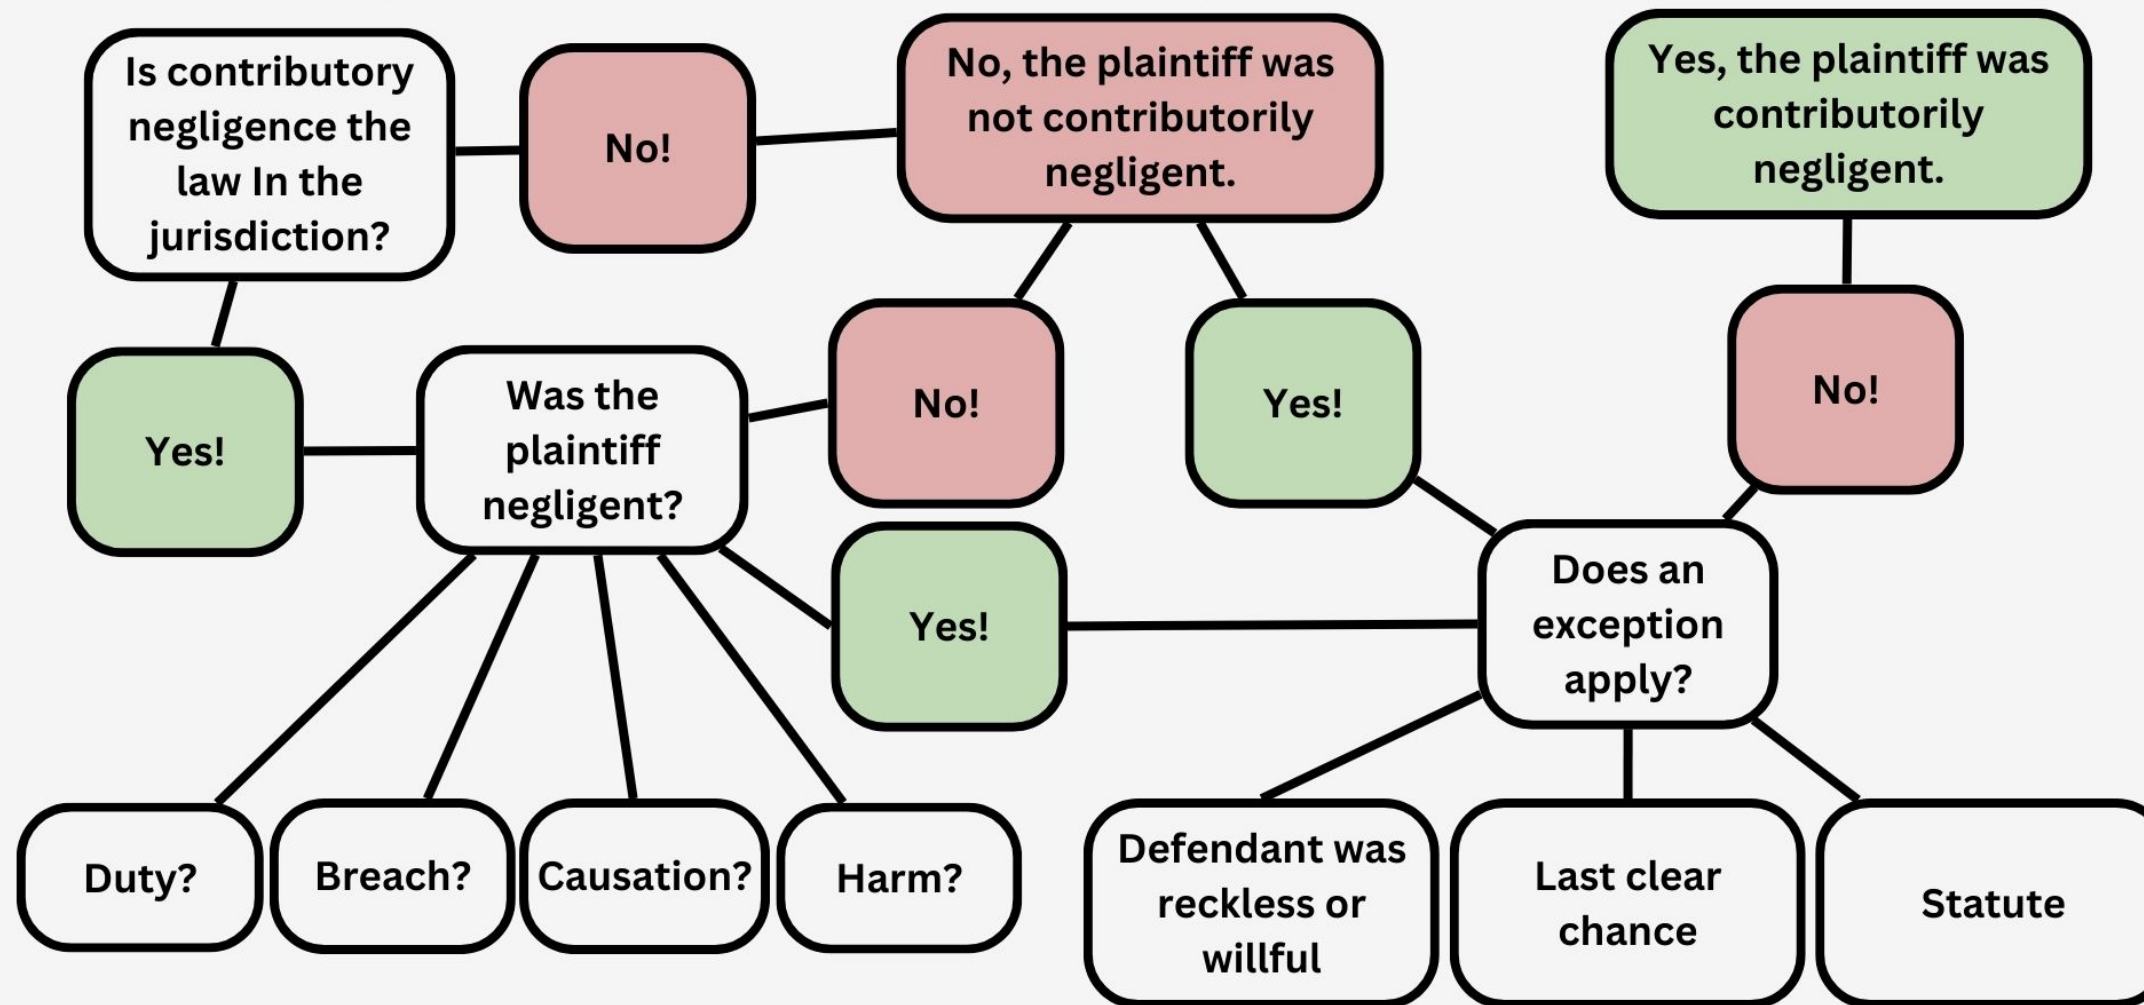 Is contributory
negligence the
law In the
jurisdiction?
No!
No, the plaintiff was
not contributorily
negligent.
Yes, the plaintiff was
contributorily
negligent.
Yes!
Was the
plaintiff
negligent?
No!
Yes!
No!
Yes!
Does an
exception
apply?
Duty?
Breach?
Causation?
Harm?
Defendant was
reckless or
willful
Last clear
chance
Statute